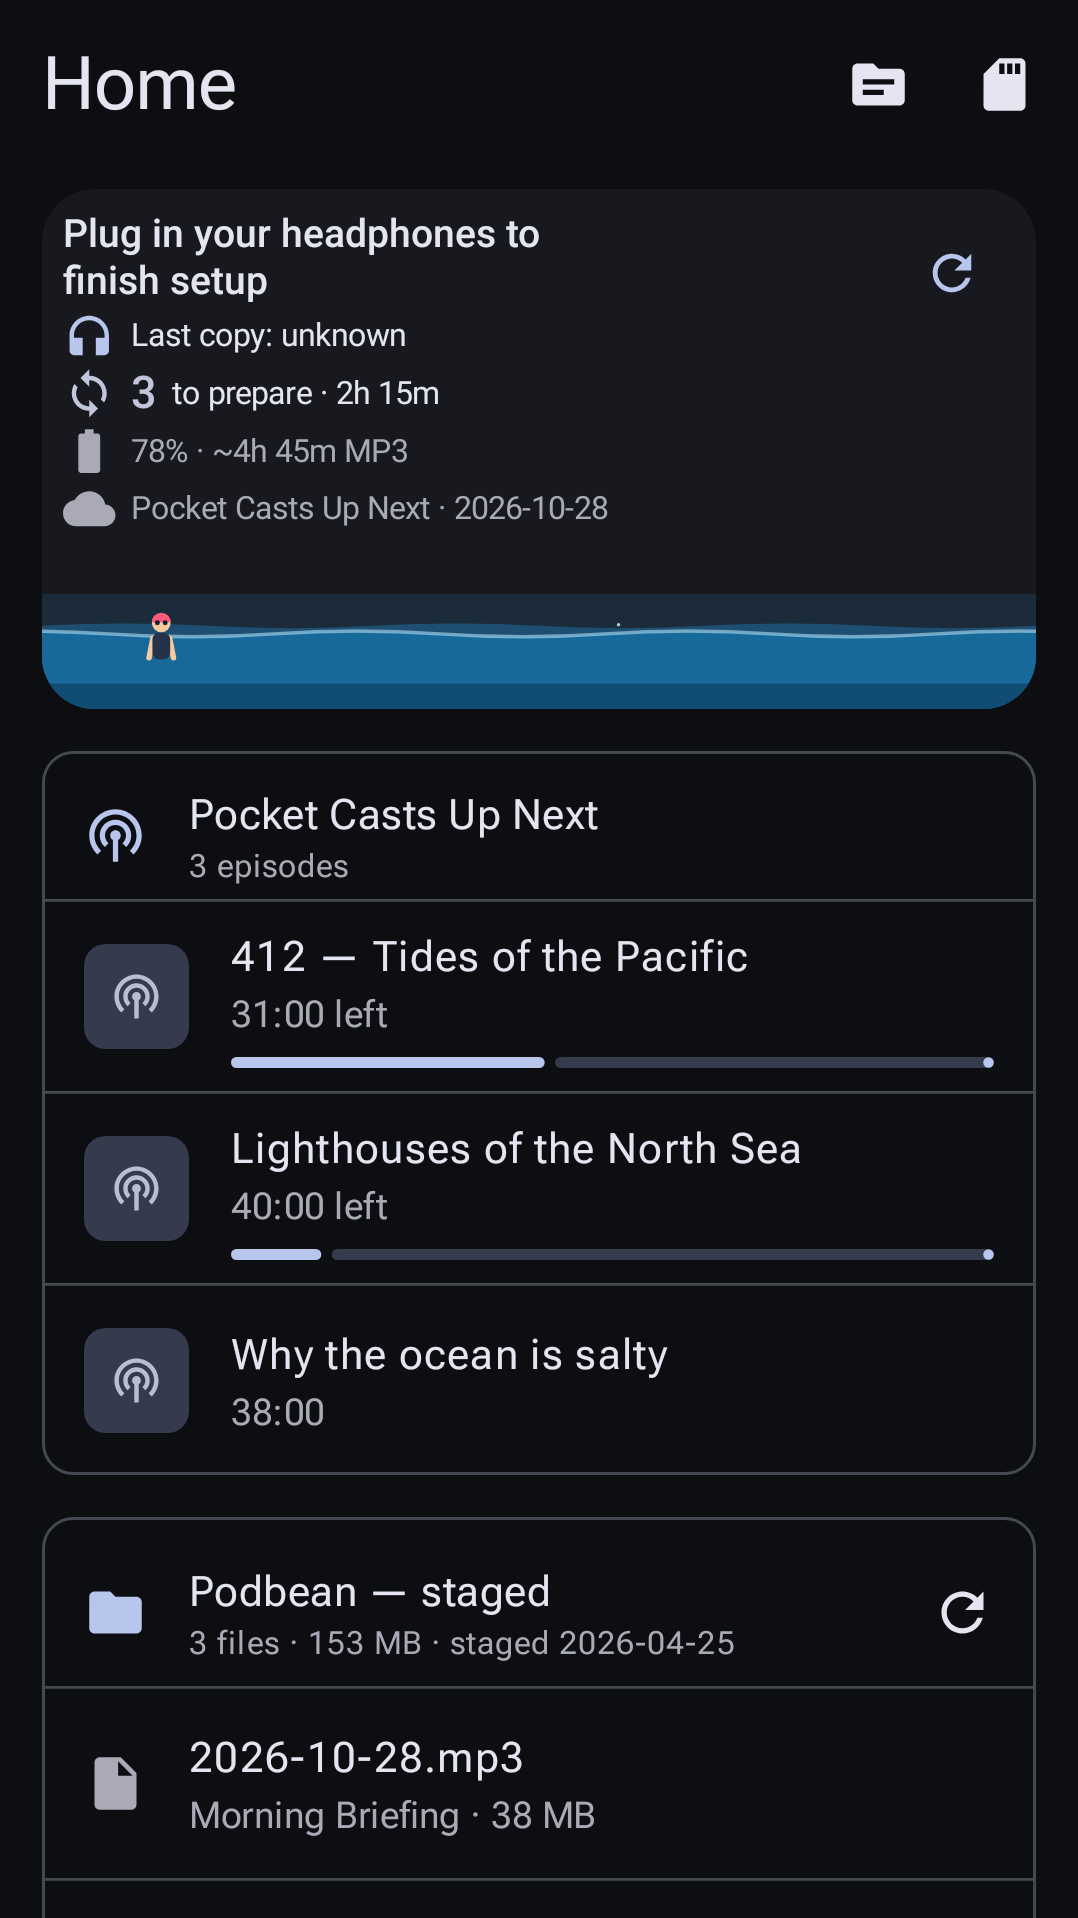 Home
Plug in your headphones to
finish setup
Last copy: unknown
3 to prepare · 2h 15m
78% · ~4h 45m MP3
Pocket Casts Up Next · 2026-10-28
Pocket Casts Up Next
3 episodes
412 — Tides of the Pacific
31:00 left
Lighthouses of the North Sea
40:00 left
Why the ocean is salty
38:00
Podbean — staged
3 files · 153 MB · staged 2026-04-25
2026-10-28.mp3
Morning Briefing · 38 MB